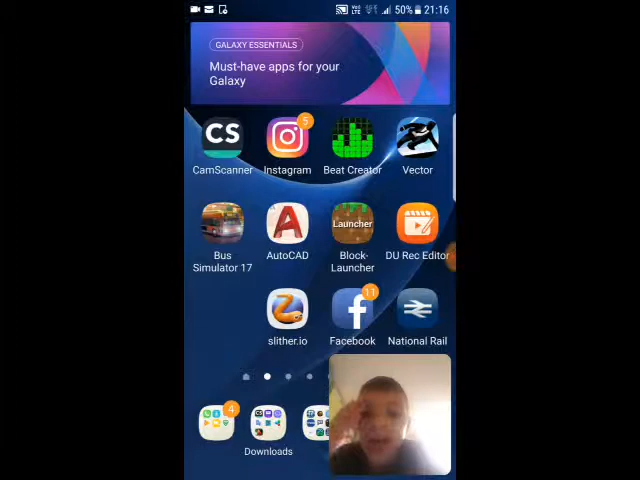 VoLTE 50% 21:16
GALAXY ESSENTIALS
Must-have apps for your
Galaxy
CS 5
CamScanner Instagram Beat Creator Vector
Launcher
Bus Simulator 17 AutoCAD Block-Launcher DU Rec Editor
11
slither.io Facebook National Rail
4
Downloads